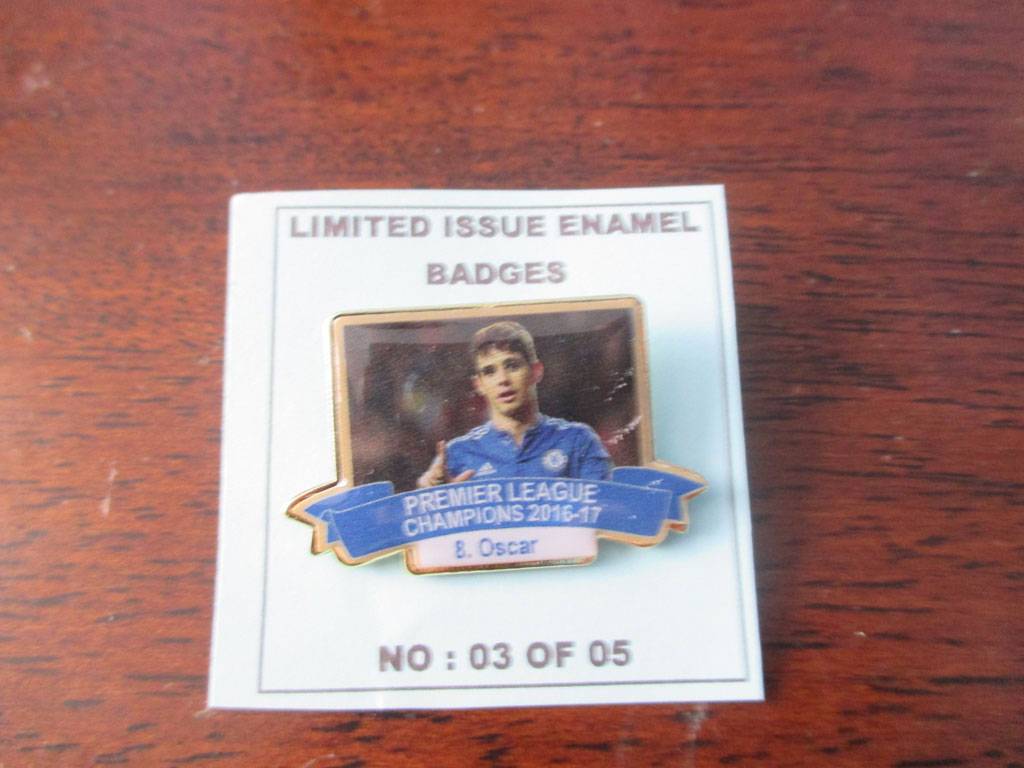 LIMITED ISSUE ENAMEL
BADGES
PREMIER LEAGUE
CHAMPIONS 2016-17
8. Oscar
NO : 03 OF 05